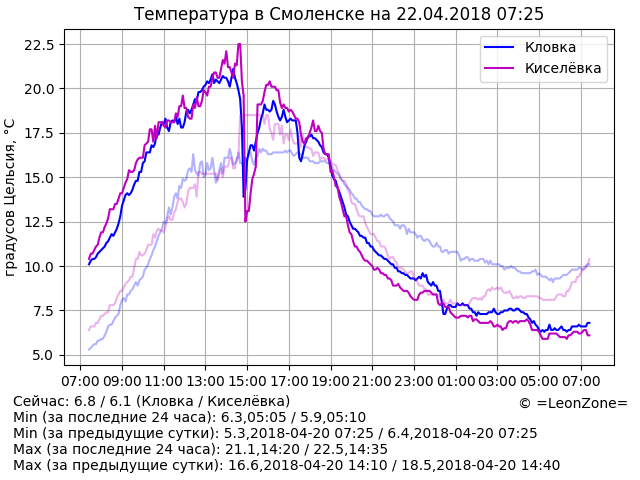 Температура в Смоленске на 22.04.2018 07:25
Кловка
Киселёвка
градусов Цельсия, °C
22.5
20.0
17.5
15.0
12.5
10.0
7.5
5.0
07:00 09:00 11:00 13:00 15:00 17:00 19:00 21:00 23:00 01:00 03:00 05:00 07:00
Сейчас: 6.8 / 6.1 (Кловка / Киселёвка)
© =LeonZone=
Min (за последние 24 часа): 6.3,05:05 / 5.9,05:10
Min (за предыдущие сутки): 5.3,2018-04-20 07:25 / 6.4,2018-04-20 07:25
Max (за последние 24 часа): 21.1,14:20 / 22.5,14:35
Max (за предыдущие сутки): 16.6,2018-04-20 14:10 / 18.5,2018-04-20 14:40